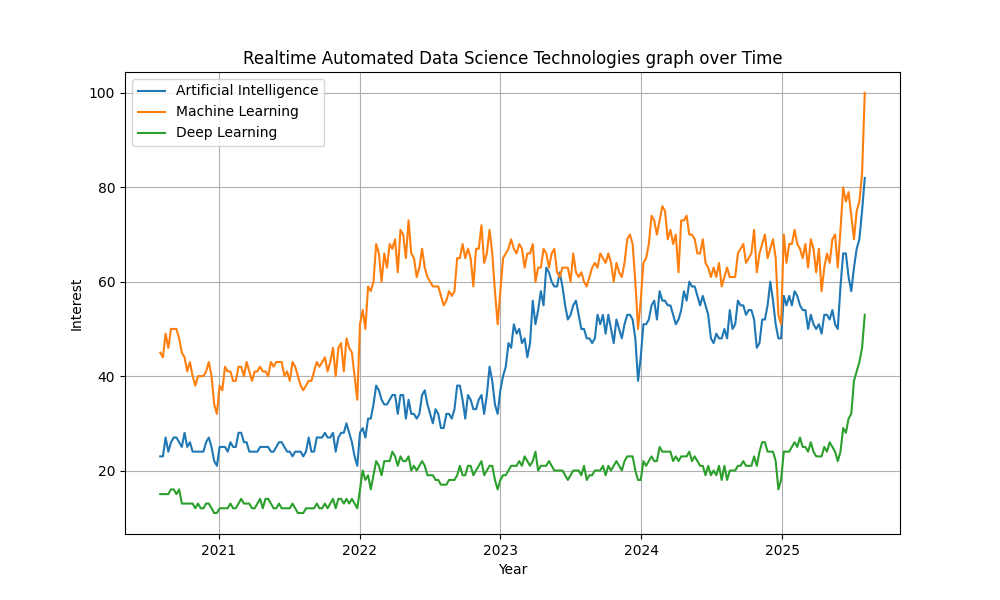 Realtime Automated Data Science Technologies graph over Time
Artificial Intelligence
Machine Learning
Deep Learning
100
80
60
40
20
Interest
2021 2022 2023 2024 2025
Year